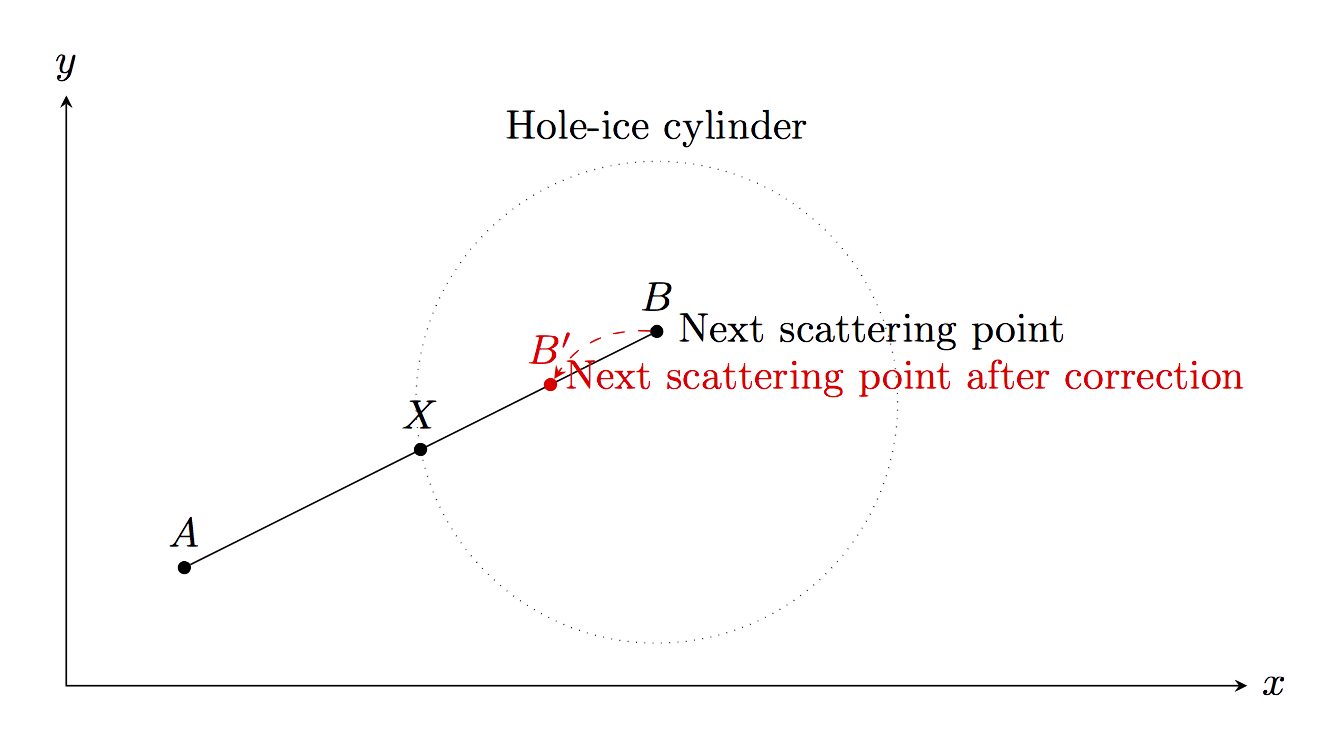 y
Hole-ice cylinder
B
Next scattering point
B′
Next scattering point after correction
X
A
x